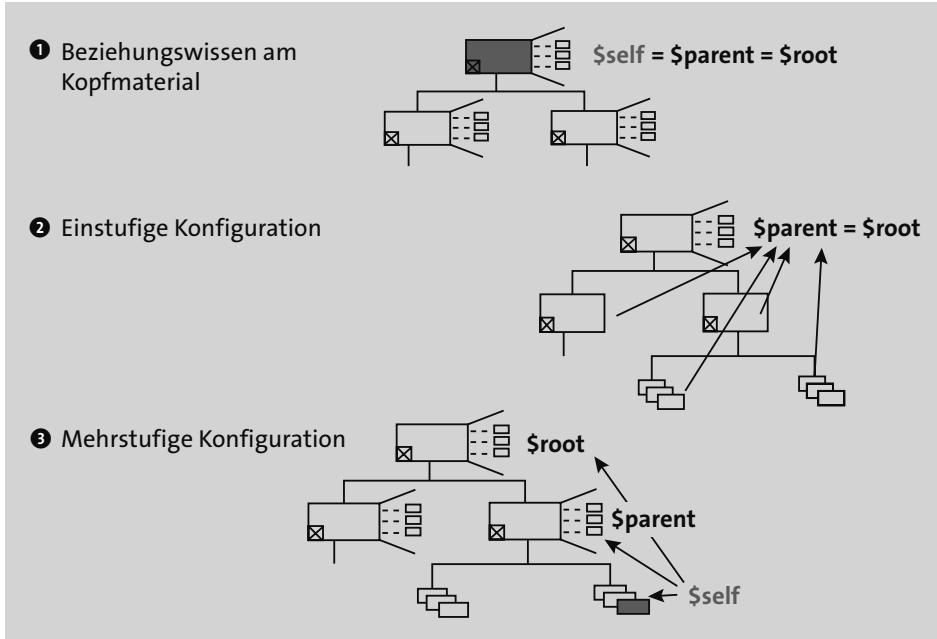 ❶ Beziehungswissen am
Kopfmaterial
$self = $parent = $root
❷ Einstufige Konfiguration
$parent = $root
❸ Mehrstufige Konfiguration
$root
$parent
$self